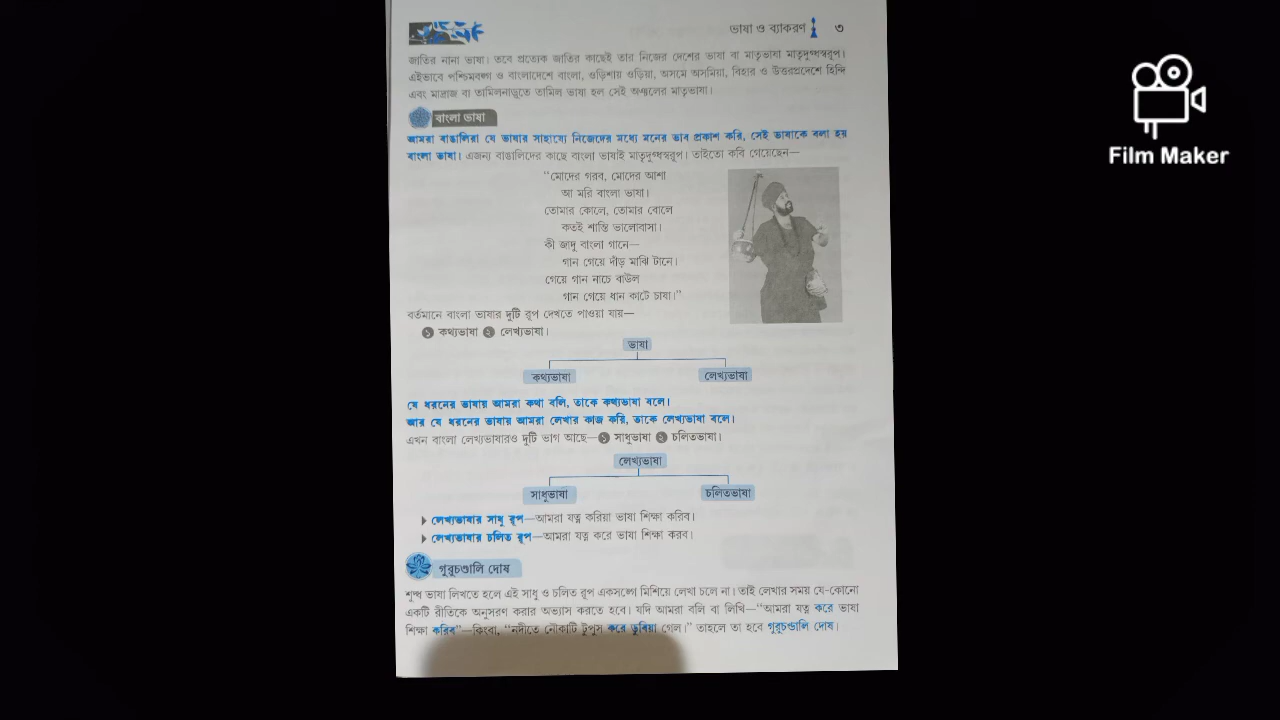 ভাষা ও ব্যাকরণ ৩
জাতির নানা ভাষা। তবে প্রত্যেক জাতির কাছেই তার নিজের দেশের ভাষা বা মাতৃভাষা মাতৃদুগ্ধস্বরূপ।
এইভাবে পশ্চিমবঙ্গ ও বাংলাদেশে বাংলা, ওড়িশায় ওড়িয়া, অসমে অসমিয়া, বিহার ও উত্তরপ্রদেশে হিন্দি
এবং মাদ্রাজ বা তামিলনাড়ুতে তামিল ভাষা হল সেই অঞ্চলের মাতৃভাষা।
বাংলা ভাষা
আমরা বাঙালিরা যে ভাষার সাহায্যে নিজেদের মধ্যে মনের ভাব প্রকাশ করি, সেই ভাষাকে বলা হয়
বাংলা ভাষা। এজন্য বাঙালিদের কাছে বাংলা ভাষাই মাতৃদুগ্ধস্বরূপ। তাইতো কবি গেয়েছেন—
“মোদের গরব, মোদের আশা
আ মরি বাংলা ভাষা।
তোমার কোলে, তোমার বোলে
কতই শান্তি ভালোবাসা।
কী জাদু বাংলা গানে—
গান গেয়ে দাঁড় মাঝি টানে।
গেয়ে গান নাচে বাউল
গান গেয়ে ধান কাটে চাষা।”
বর্তমানে বাংলা ভাষার দুটি রূপ দেখতে পাওয়া যায়—
১ কথ্যভাষা ২ লেখ্যভাষা।
ভাষা
কথ্যভাষা লেখ্যভাষা
যে ধরনের ভাষায় আমরা কথা বলি, তাকে কথ্যভাষা বলে।
আর যে ধরনের ভাষায় আমরা লেখার কাজ করি, তাকে লেখ্যভাষা বলে।
এখন বাংলা লেখ্যভাষারও দুটি ভাগ আছে—১ সাধুভাষা ২ চলিতভাষা।
লেখ্যভাষা
সাধুভাষা চলিতভাষা
লেখ্যভাষার সাধু রূপ—আমরা যত্ন করিয়া ভাষা শিক্ষা করিব।
লেখ্যভাষার চলিত রূপ—আমরা যত্ন করে ভাষা শিক্ষা করব।
গুরুচণ্ডালি দোষ
শুদ্ধ ভাষা লিখতে হলে এই সাধু ও চলিত রূপ একসঙ্গে মিশিয়ে লেখা চলে না। তাই লেখার সময় যে-কোনো
একটি রীতিকে অনুসরণ করার অভ্যাস করতে হবে। যদি আমরা বলি বা লিখি—“আমরা যত্ন করে ভাষা
শিক্ষা করিব”—কিংবা, “নদীতে নৌকাটি টুপুস করে ডুবিয়া গেল।” তাহলে তা হবে গুরুচণ্ডালি দোষ।
Film Maker